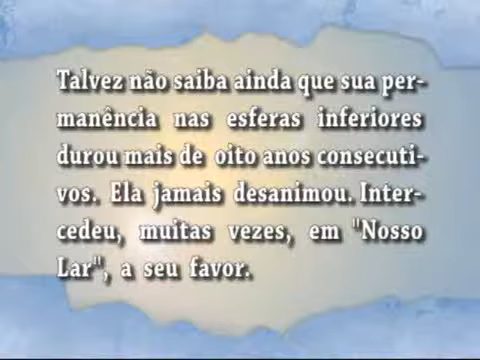 Talvez não saiba ainda que sua per-
manência nas esferas inferiores
durou mais de oito anos consecuti-
vos. Ela jamais desanimou. Inter-
cedeu, muitas vezes, em "Nosso
Lar", a seu favor.